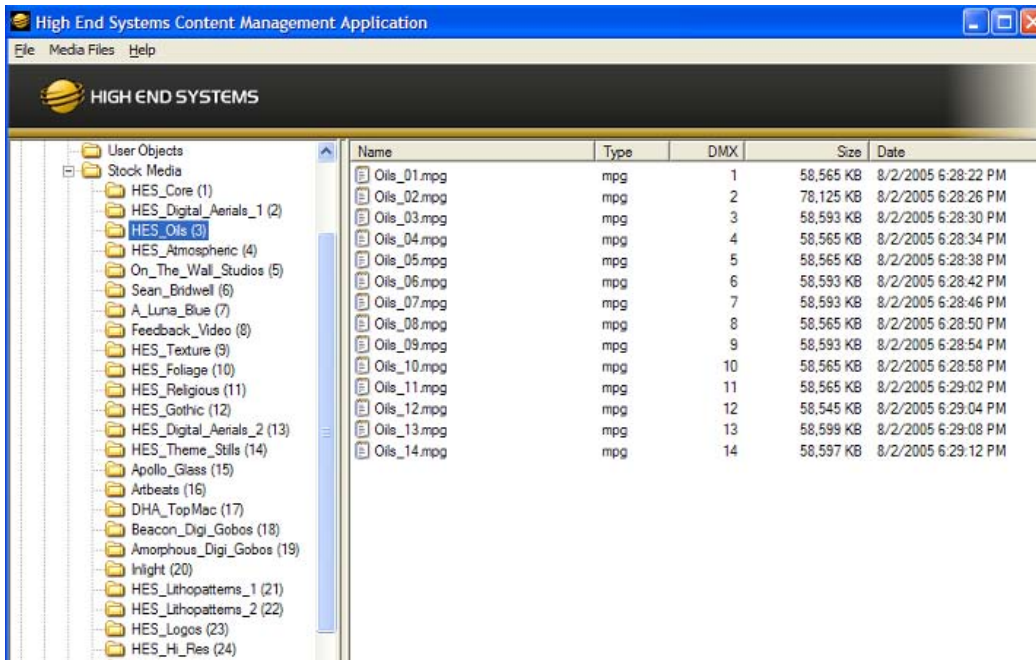 High End Systems Content Management Application
File Media Files Help
HIGH END SYSTEMS
User Objects
Stock Media
HES_Core (1)
HES_Digital_Aerials_1 (2)
HES_Oils (3)
HES_Atmospheric (4)
On_The_Wall_Studios (5)
Sean_Bridwell (6)
A_Luna_Blue (7)
Feedback_Video (8)
HES_Texture (9)
HES_Foliage (10)
HES_Religious (11)
HES_Gothic (12)
HES_Digital_Aerials_2 (13)
HES_Theme_Stills (14)
Apollo_Glass (15)
Artbeats (16)
DHA_TopMac (17)
Beacon_Digi_Gobos (18)
Amorphous_Digi_Gobos (19)
Inlight (20)
HES_Lithopatterns_1 (21)
HES_Lithopatterns_2 (22)
HES_Logos (23)
HES_Hi_Res (24)
Name Type DMX Size Date
Oils_01.mpg mpg 1 58,565 KB 8/2/2005 6:28:22 PM
Oils_02.mpg mpg 2 78,125 KB 8/2/2005 6:28:26 PM
Oils_03.mpg mpg 3 58,593 KB 8/2/2005 6:28:30 PM
Oils_04.mpg mpg 4 58,565 KB 8/2/2005 6:28:34 PM
Oils_05.mpg mpg 5 58,565 KB 8/2/2005 6:28:38 PM
Oils_06.mpg mpg 6 58,593 KB 8/2/2005 6:28:42 PM
Oils_07.mpg mpg 7 58,593 KB 8/2/2005 6:28:46 PM
Oils_08.mpg mpg 8 58,565 KB 8/2/2005 6:28:50 PM
Oils_09.mpg mpg 9 58,593 KB 8/2/2005 6:28:54 PM
Oils_10.mpg mpg 10 58,565 KB 8/2/2005 6:28:58 PM
Oils_11.mpg mpg 11 58,565 KB 8/2/2005 6:29:02 PM
Oils_12.mpg mpg 12 58,545 KB 8/2/2005 6:29:04 PM
Oils_13.mpg mpg 13 58,599 KB 8/2/2005 6:29:08 PM
Oils_14.mpg mpg 14 58,597 KB 8/2/2005 6:29:12 PM